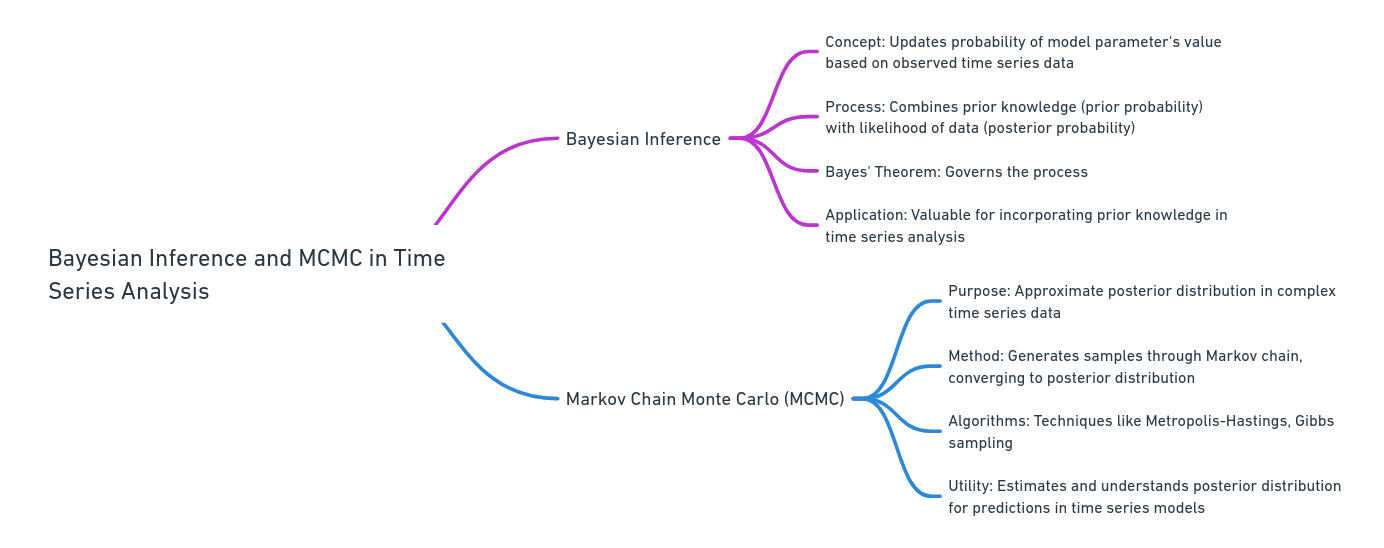 Bayesian Inference and MCMC in Time
Series Analysis
Bayesian Inference
Concept: Updates probability of model parameter's value
based on observed time series data
Process: Combines prior knowledge (prior probability)
with likelihood of data (posterior probability)
Bayes' Theorem: Governs the process
Application: Valuable for incorporating prior knowledge in
time series analysis
Markov Chain Monte Carlo (MCMC)
Purpose: Approximate posterior distribution in complex
time series data
Method: Generates samples through Markov chain,
converging to posterior distribution
Algorithms: Techniques like Metropolis-Hastings, Gibbs
sampling
Utility: Estimates and understands posterior distribution
for predictions in time series models